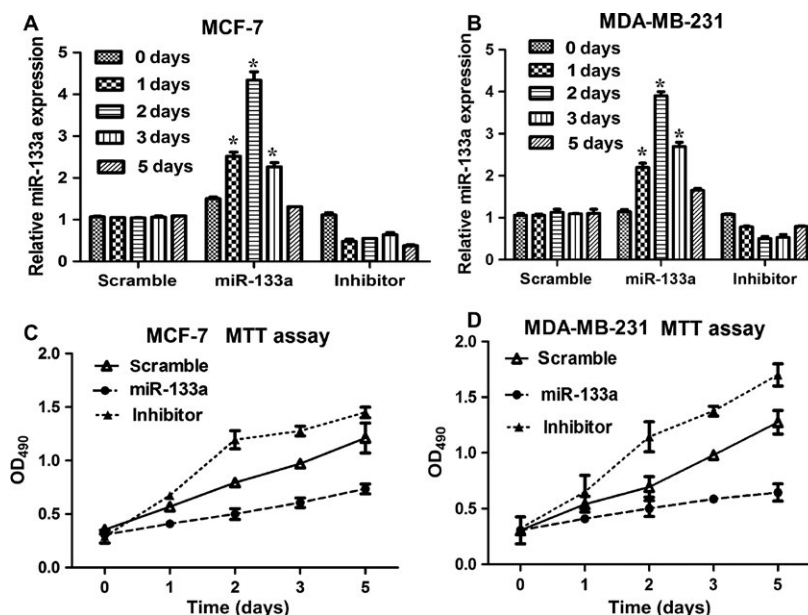 A
MCF-7
0 days
1 days
2 days
3 days
5 days
Relative miR-133a expression
5
4
3
2
1
0
*
*
*
Scramble miR-133a Inhibitor
B
MDA-MB-231
0 days
1 days
2 days
3 days
5 days
Relative miR-133a expression
6
4
2
0
*
*
*
Scramble miR-133a Inhibitor
C
MCF-7 MTT assay
Scramble
miR-133a
Inhibitor
OD490
2.0
1.5
1.0
0.5
0.0
0 1 2 3 5
Time (days)
D
MDA-MB-231 MTT assay
Scramble
miR-133a
Inhibitor
OD490
2.0
1.5
1.0
0.5
0.0
0 1 2 3 5
Time (days)